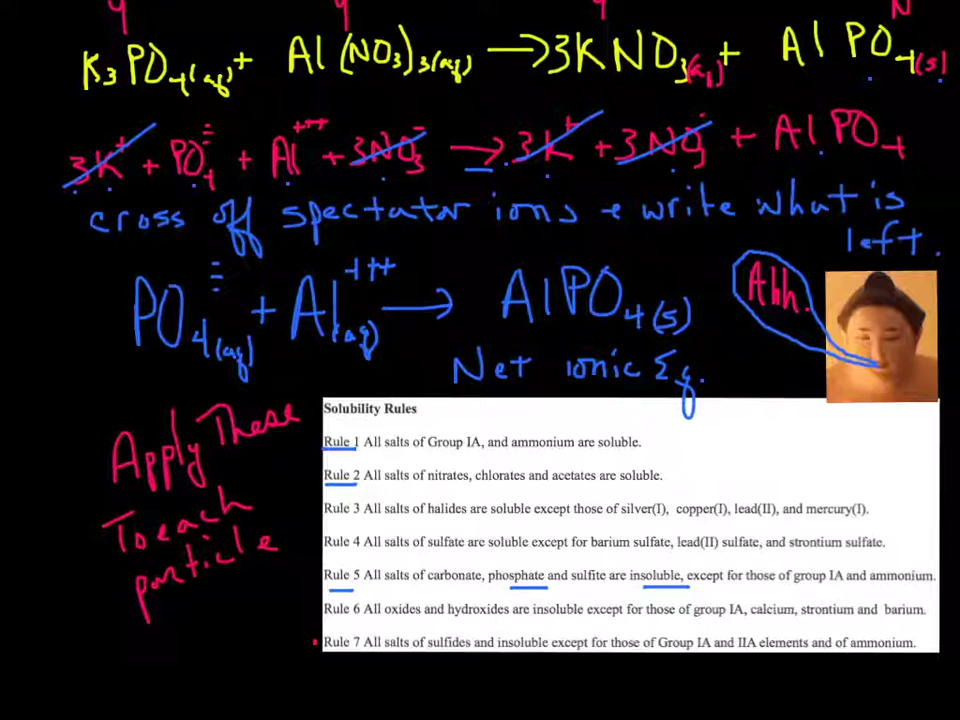 Y Y Y N
K3PO4(aq) + Al(NO3)3(aq) → 3KNO3(aq) + AlPO4(s)
3K+ + PO4≡ + Al+++ + 3NO3- → 3K+ + 3NO3- + AlPO4
cross off spectator ions + write what is
left.
PO4(aq)≡ + Al(aq)+++ → AlPO4(s)
Ahh.
Net ionic Eq.
Apply These
To each
particle
Solubility Rules
Rule 1 All salts of Group IA, and ammonium are soluble.
Rule 2 All salts of nitrates, chlorates and acetates are soluble.
Rule 3 All salts of halides are soluble except those of silver(I), copper(I), lead(II), and mercury(I).
Rule 4 All salts of sulfate are soluble except for barium sulfate, lead(II) sulfate, and strontium sulfate.
Rule 5 All salts of carbonate, phosphate and sulfite are insoluble, except for those of group IA and ammonium.
Rule 6 All oxides and hydroxides are insoluble except for those of group IA, calcium, strontium and barium.
Rule 7 All salts of sulfides and insoluble except for those of Group IA and IIA elements and of ammonium.